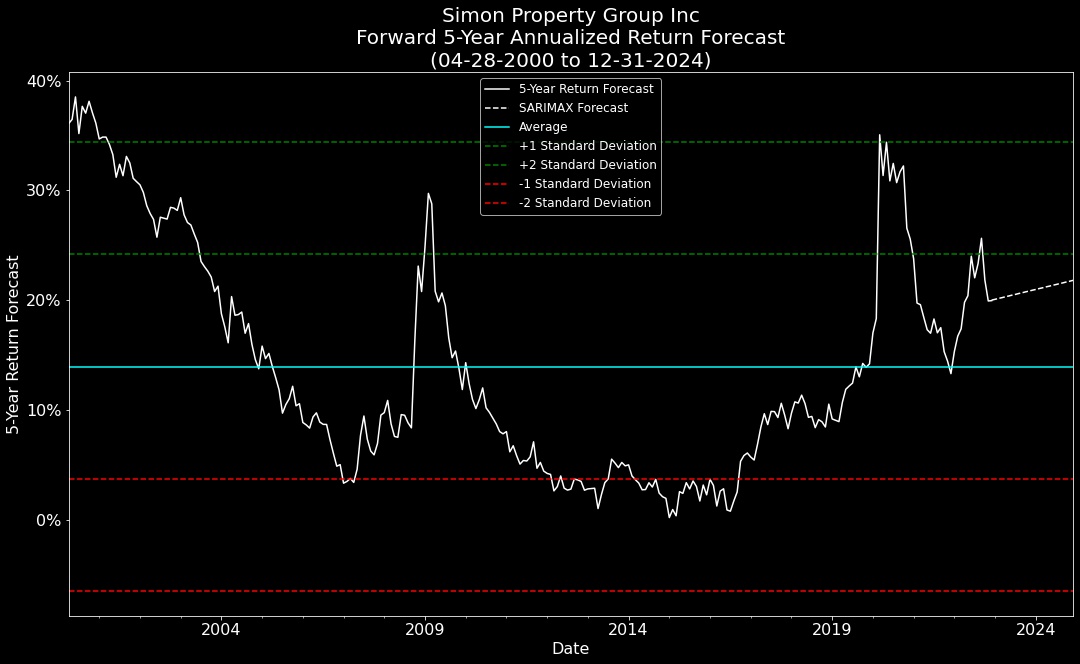 Simon Property Group Inc
Forward 5-Year Annualized Return Forecast
(04-28-2000 to 12-31-2024)
40%
30%
20%
10%
0%
5-Year Return Forecast
5-Year Return Forecast
SARIMAX Forecast
Average
+1 Standard Deviation
+2 Standard Deviation
-1 Standard Deviation
-2 Standard Deviation
2004
2009
2014
2019
2024
Date